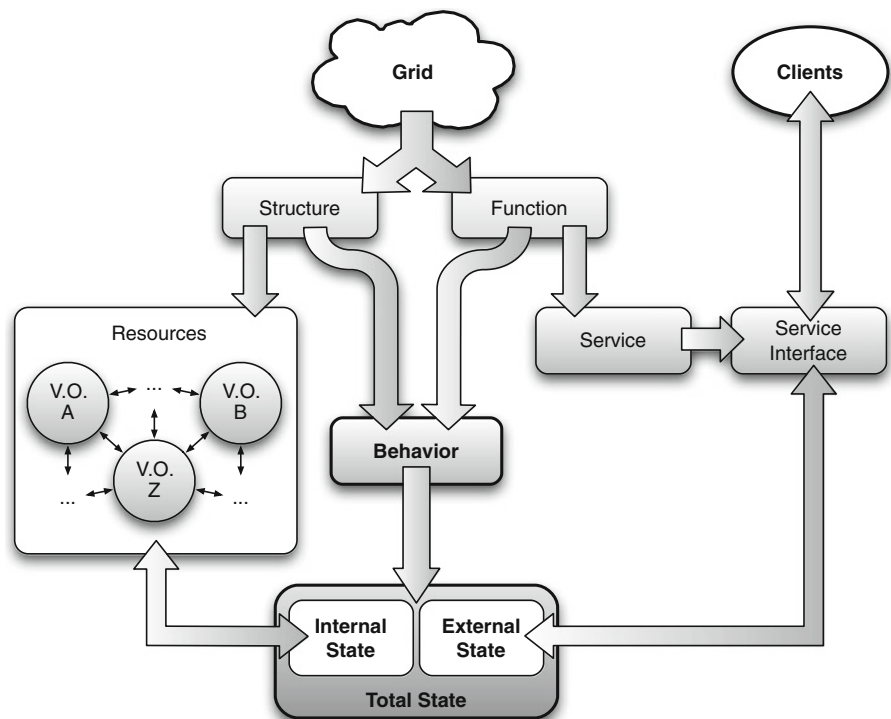 Grid
Clients
Structure
Function
Resources
Service
Service
Interface
V.O.
A
...
V.O.
B
Behavior
V.O.
Z
...
...
Internal
State
External
State
Total State